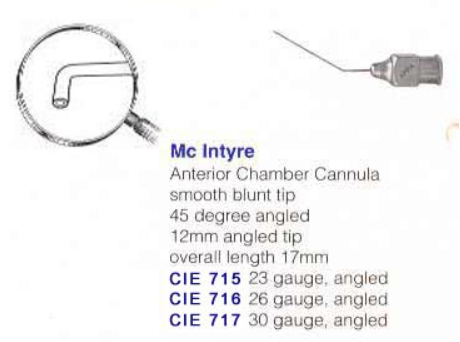 Mc Intyre
Anterior Chamber Cannula
smooth blunt tip
45 degree angled
12mm angled tip
overall length 17mm
CIE 715 23 gauge, angled
CIE 716 26 gauge, angled
CIE 717 30 gauge, angled